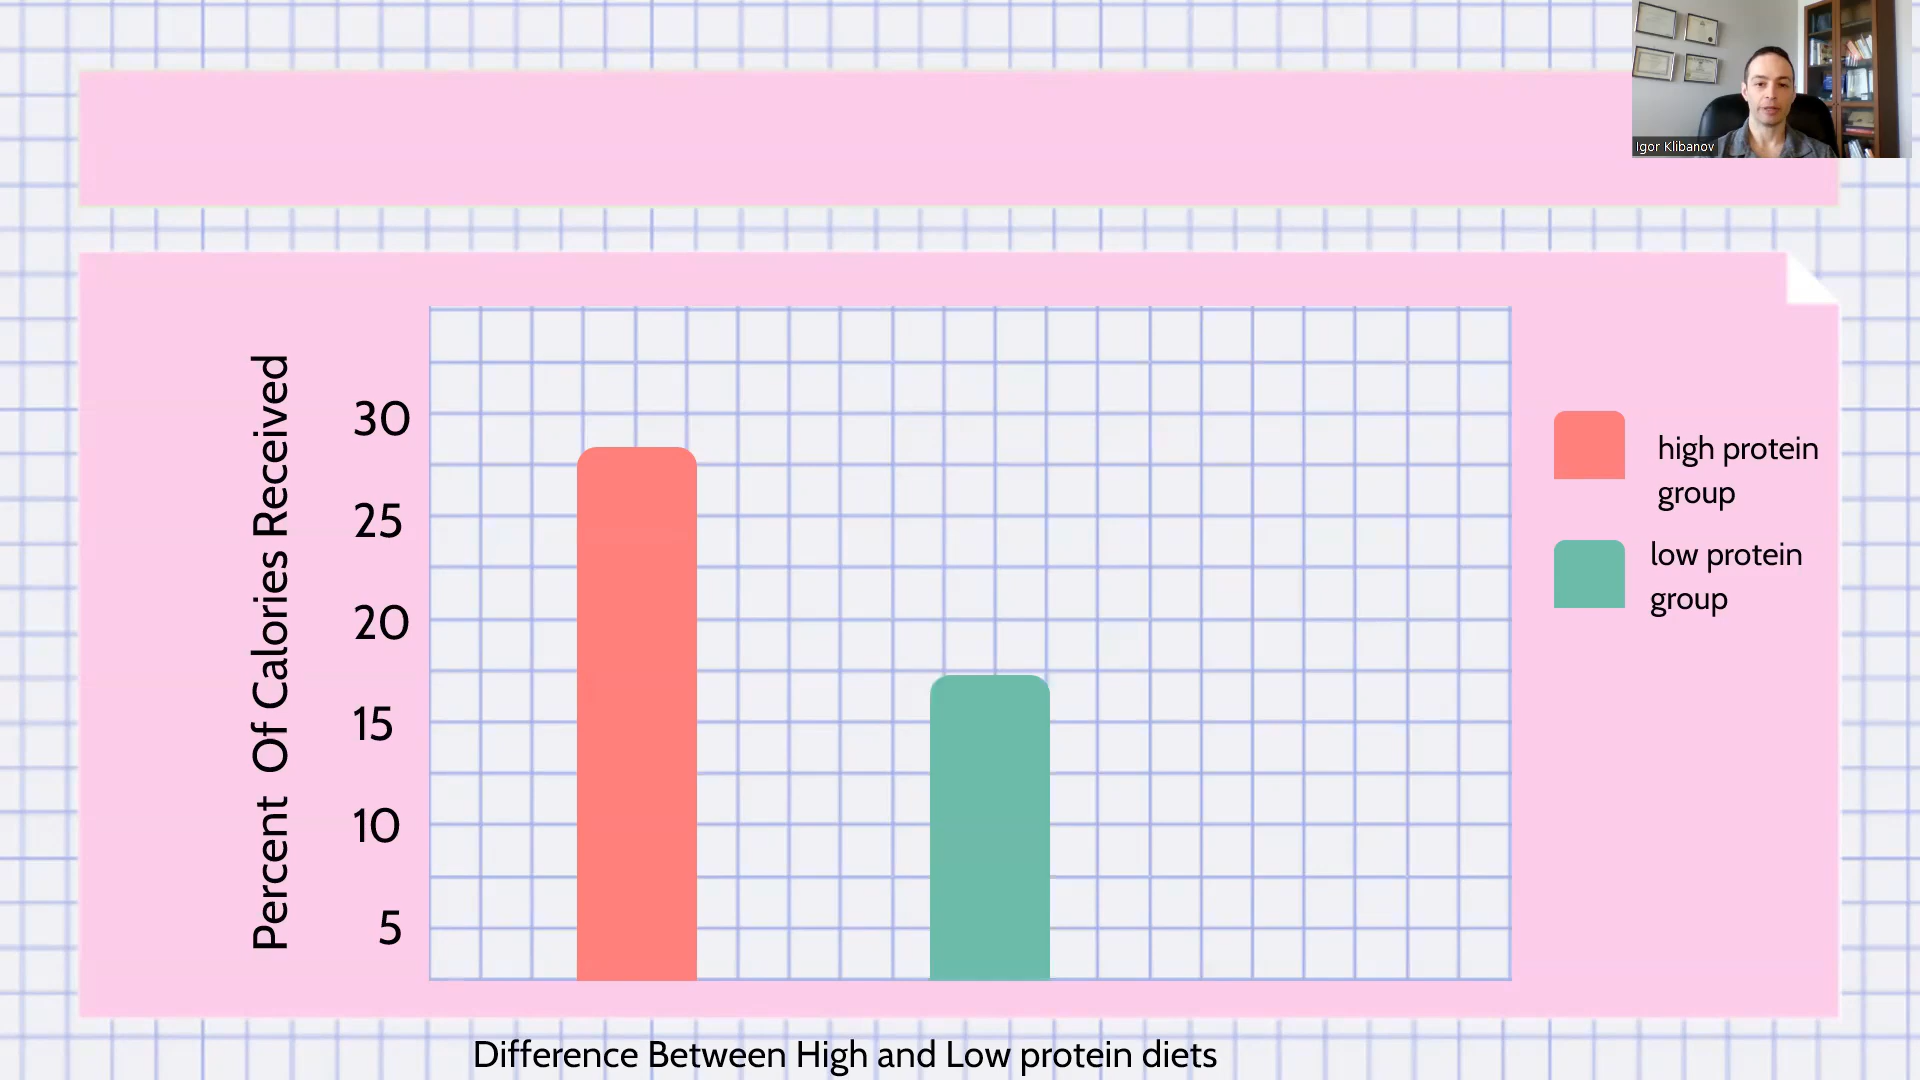 Igor Klibanov
Percent Of Calories Received
30
25
20
15
10
5
high protein
group
low protein
group
Difference Between High and Low protein diets